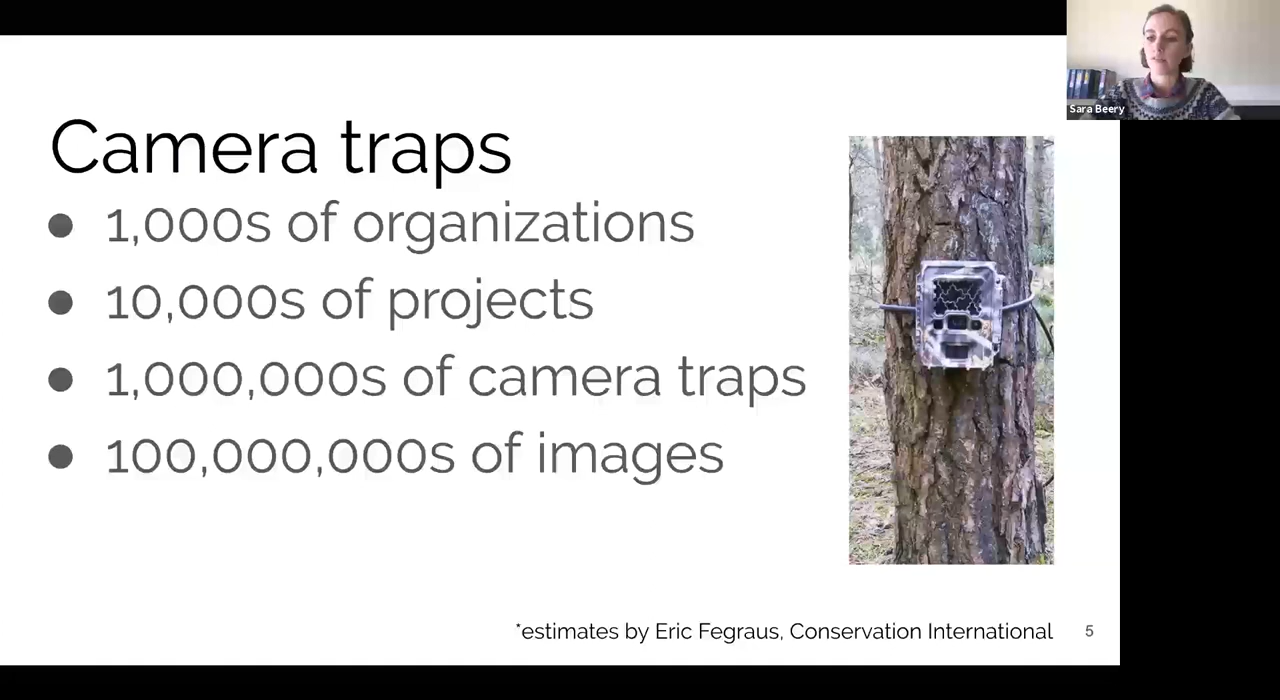 Sara Beery
Camera traps
● 1,000s of organizations
● 10,000s of projects
● 1,000,000s of camera traps
● 100,000,000s of images
*estimates by Eric Fegraus, Conservation International
5